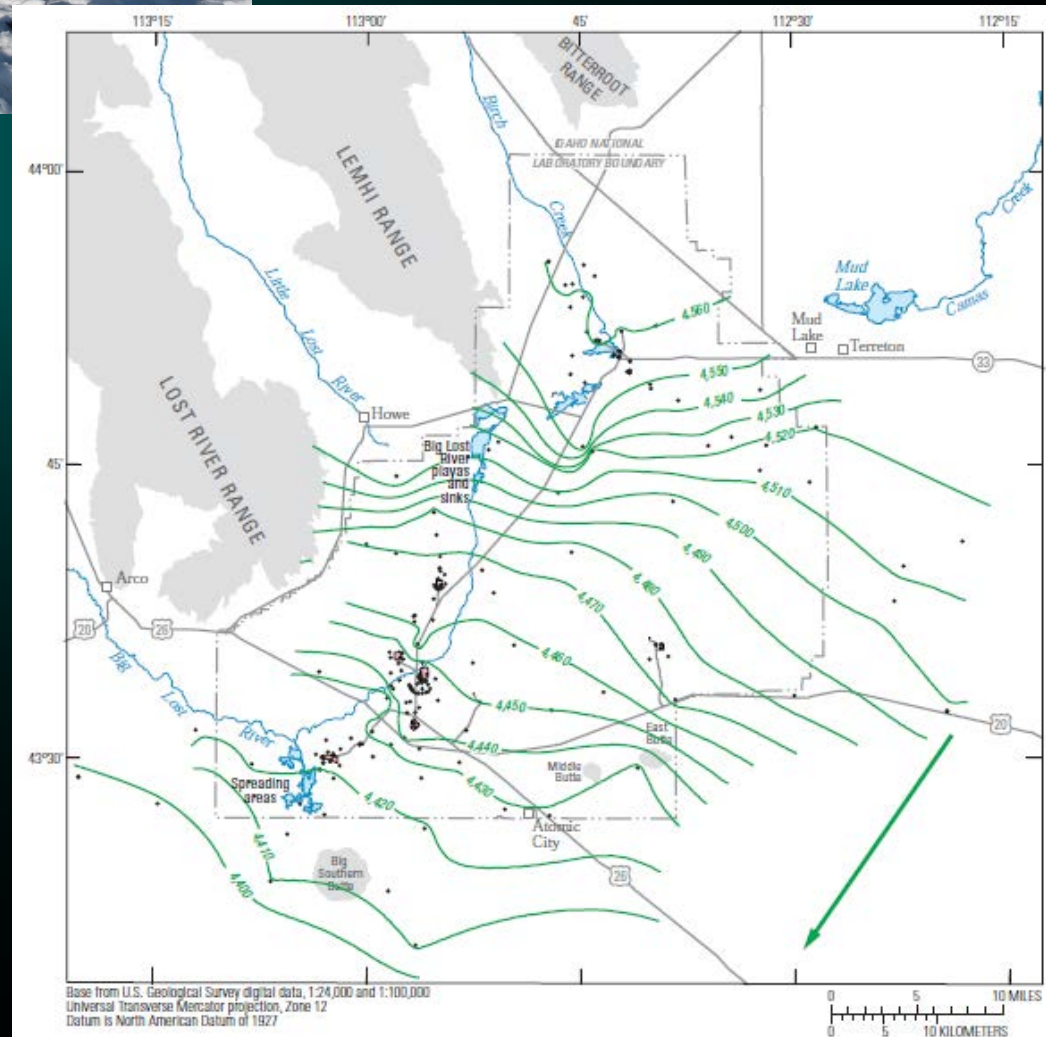 113°15'
113°00'
45'
112°30'
112°15'
BITTERROOT
RANGE
Birch
Creek
IDAHO NATIONAL
LABORATORY BOUNDARY
44°00'
LEMHI RANGE
Little
Lost
River
Mud
Lake
Camas
Creek
Mud
Lake
Terreton
33
4,560
4,550
4,540
4,530
4,520
LOST RIVER RANGE
Howe
Big Lost
River
playas
and
sinks
45'
4,510
4,500
4,490
4,480
4,470
Arco
20
26
4,460
4,450
Big
Lost
River
4,440
East
Butte
20
43°30'
Spreading
areas
Middle
Butte
4,430
4,420
Atomic
City
4,410
4,400
Big
Southern
Butte
26
Base from U.S. Geological Survey digital data, 1:24,000 and 1:100,000
Universal Transverse Mercator projection, Zone 12
Datum is North American Datum of 1927
0 5 10 MILES
0 5 10 KILOMETERS